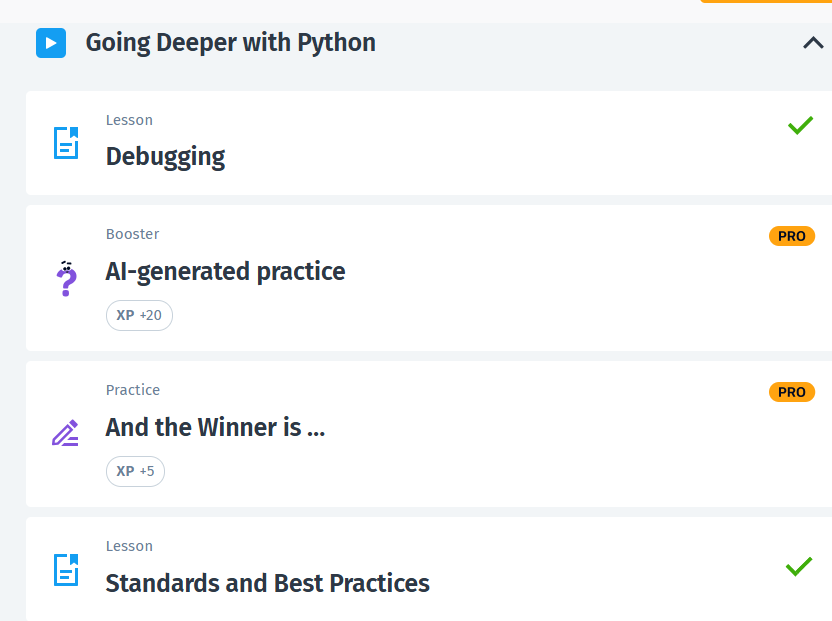 Going Deeper with Python
Lesson
Debugging
Booster
PRO
AI-generated practice
XP +20
Practice
PRO
And the Winner is ...
XP +5
Lesson
Standards and Best Practices